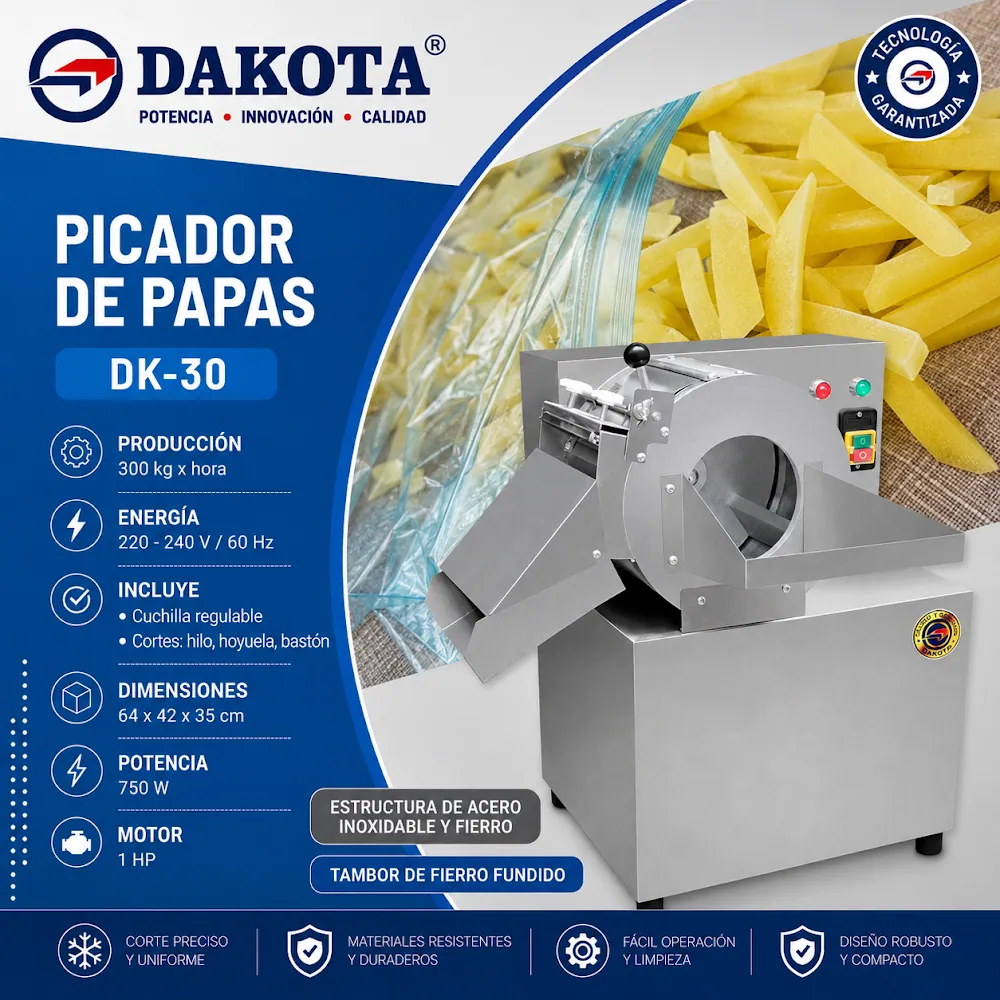 DAKOTA®
POTENCIA • INNOVACIÓN • CALIDAD
TECNOLOGÍA
GARANTIZADA
PICADOR
DE PAPAS
DK-30
PRODUCCIÓN
300 kg x hora
ENERGÍA
220 - 240 V / 60 Hz
INCLUYE
• Cuchilla regulable
• Cortes: hilo, hoyuela, bastón
DIMENSIONES
64 x 42 x 35 cm
POTENCIA
750 W
MOTOR
1 HP
ESTRUCTURA DE ACERO
INOXIDABLE Y FIERRO
TAMBOR DE FIERRO FUNDIDO
DAKOTA
CORTE PRECISO
Y UNIFORME
MATERIALES RESISTENTES
Y DURADEROS
FÁCIL OPERACIÓN
Y LIMPIEZA
DISEÑO ROBUSTO
Y COMPACTO